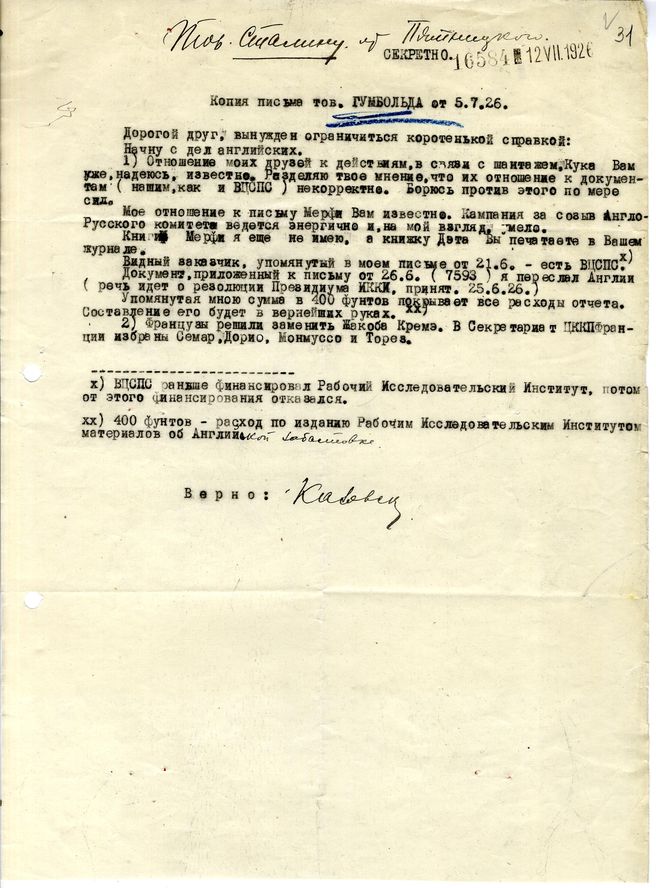 Тов. Сталину. от Пятницкого.
31
СЕКРЕТНО.
16584 12 VII. 1926
Копия письма тов. ГУМБОЛЬДА от 5.7.26.
Дорогой друг, вынужден ограничиться коротенькой справкой:
Начну с дел английских.
1) Отношение моих друзей к действиям,в связи с шантажем,Кука Вам
уже,надеюсь, известно. Разделяю твое мнение,что их отношение к докумен-
там ( нашим,как и ВЦСПС ) некорректно. Борюсь против этого по мере
сил.
Мое отношение к письму Мерфи Вам известно. Кампания за созыв Англо-
Русского комитета ведется энергично и,на мой взгляд, умело.
Книги Мерфи я еще не имею, а книжку Дэта Вы печатаете в Вашем
журнале.
Видный заказчик, упомянутый в моем письме от 21.6. - есть ВЦСПС.х)
Документ,приложенный к письму от 26.6. ( 7593 ) я переслал Англии
( речь идет о резолюции Президиума ИККИ, принят. 25.6.26.)
Упомянутая мною сумма в 400 фунтов покрывает все расходы отчета.
Составление его будет в вернейших руках. хх)
2) Французы решили заменить Жакоба Кремэ. В Секретариат ЦККПФран-
ции избраны Семар,Дорио, Монмуссо и Торез.
х) ВЦСПС раньше финансировал Рабочий Исследовательский Институт, потом
от этого финансирования отказался.
хх) 400 фунтов - расход по изданию Рабочим Исследовательским Институтом
материалов об Английской забастовке
Верно: